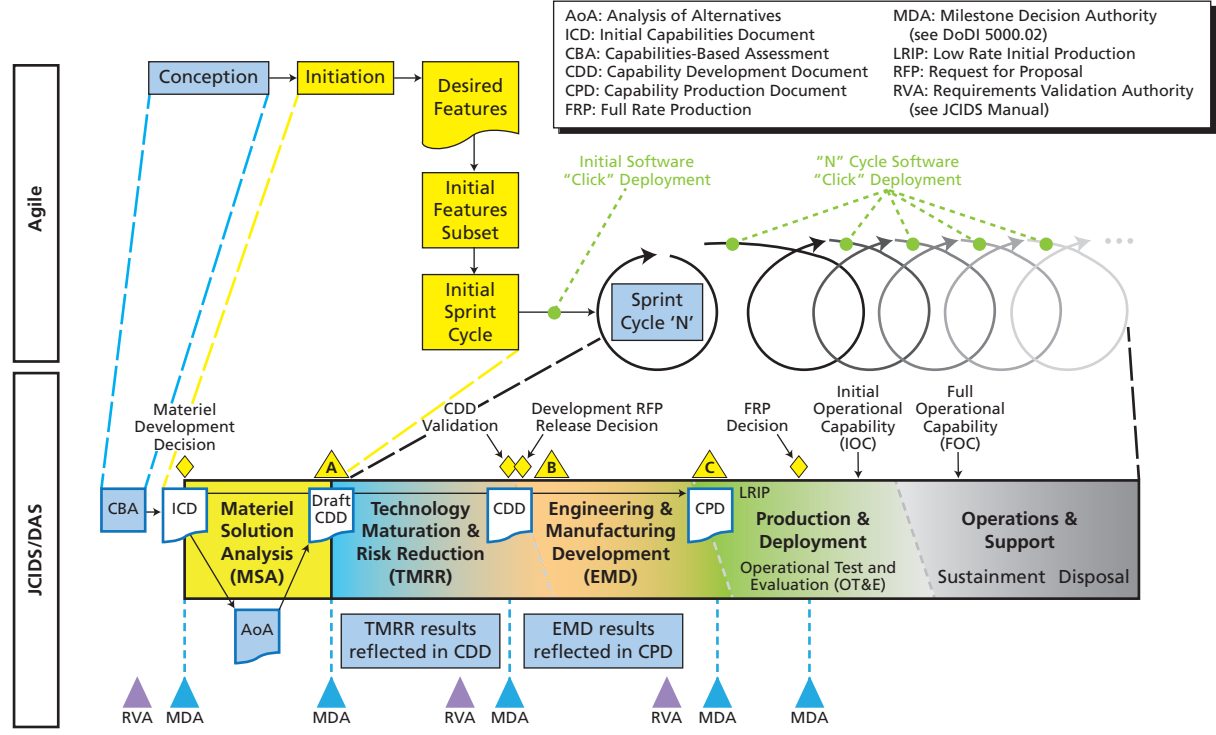 AoA: Analysis of Alternatives
ICD: Initial Capabilities Document
CBA: Capabilities-Based Assessment
CDD: Capability Development Document
CPD: Capability Production Document
FRP: Full Rate Production
MDA: Milestone Decision Authority
(see DoDI 5000.02)
LRIP: Low Rate Initial Production
RFP: Request for Proposal
RVA: Requirements Validation Authority
(see JCIDS Manual)
Agile
Conception
Initiation
Desired
Features
Initial
Features
Subset
Initial
Sprint
Cycle
Initial Software
“Click” Deployment
“N” Cycle Software
“Click” Deployment
Sprint
Cycle ‘N’
JCIDS/DAS
Materiel
Development
Decision
CDD
Validation
Development RFP
Release Decision
FRP
Decision
Initial
Operational
Capability
(IOC)
Full
Operational
Capability
(FOC)
A
B
C
CBA
ICD
Materiel
Solution
Analysis
(MSA)
Draft
CDD
Technology
Maturation &
Risk Reduction
(TMRR)
CDD
Engineering &
Manufacturing
Development
(EMD)
CPD
LRIP
Production &
Deployment
Operational Test and
Evaluation (OT&E)
Operations &
Support
Sustainment Disposal
AoA
TMRR results
reflected in CDD
EMD results
reflected in CPD
RVA
MDA
MDA
RVA
MDA
RVA
MDA
MDA